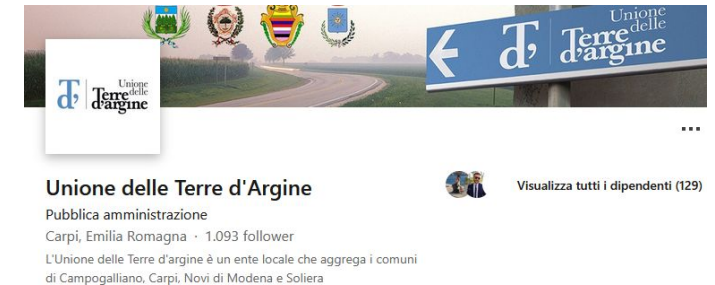 Unione
delle
Terre
d'argine
Unione
delle
Terre
d'argine
Unione delle Terre d'Argine
Visualizza tutti i dipendenti (129)
Pubblica amministrazione
Carpi, Emilia Romagna · 1.093 follower
L'Unione delle Terre d'argine è un ente locale che aggrega i comuni
di Campogalliano, Carpi, Novi di Modena e Soliera